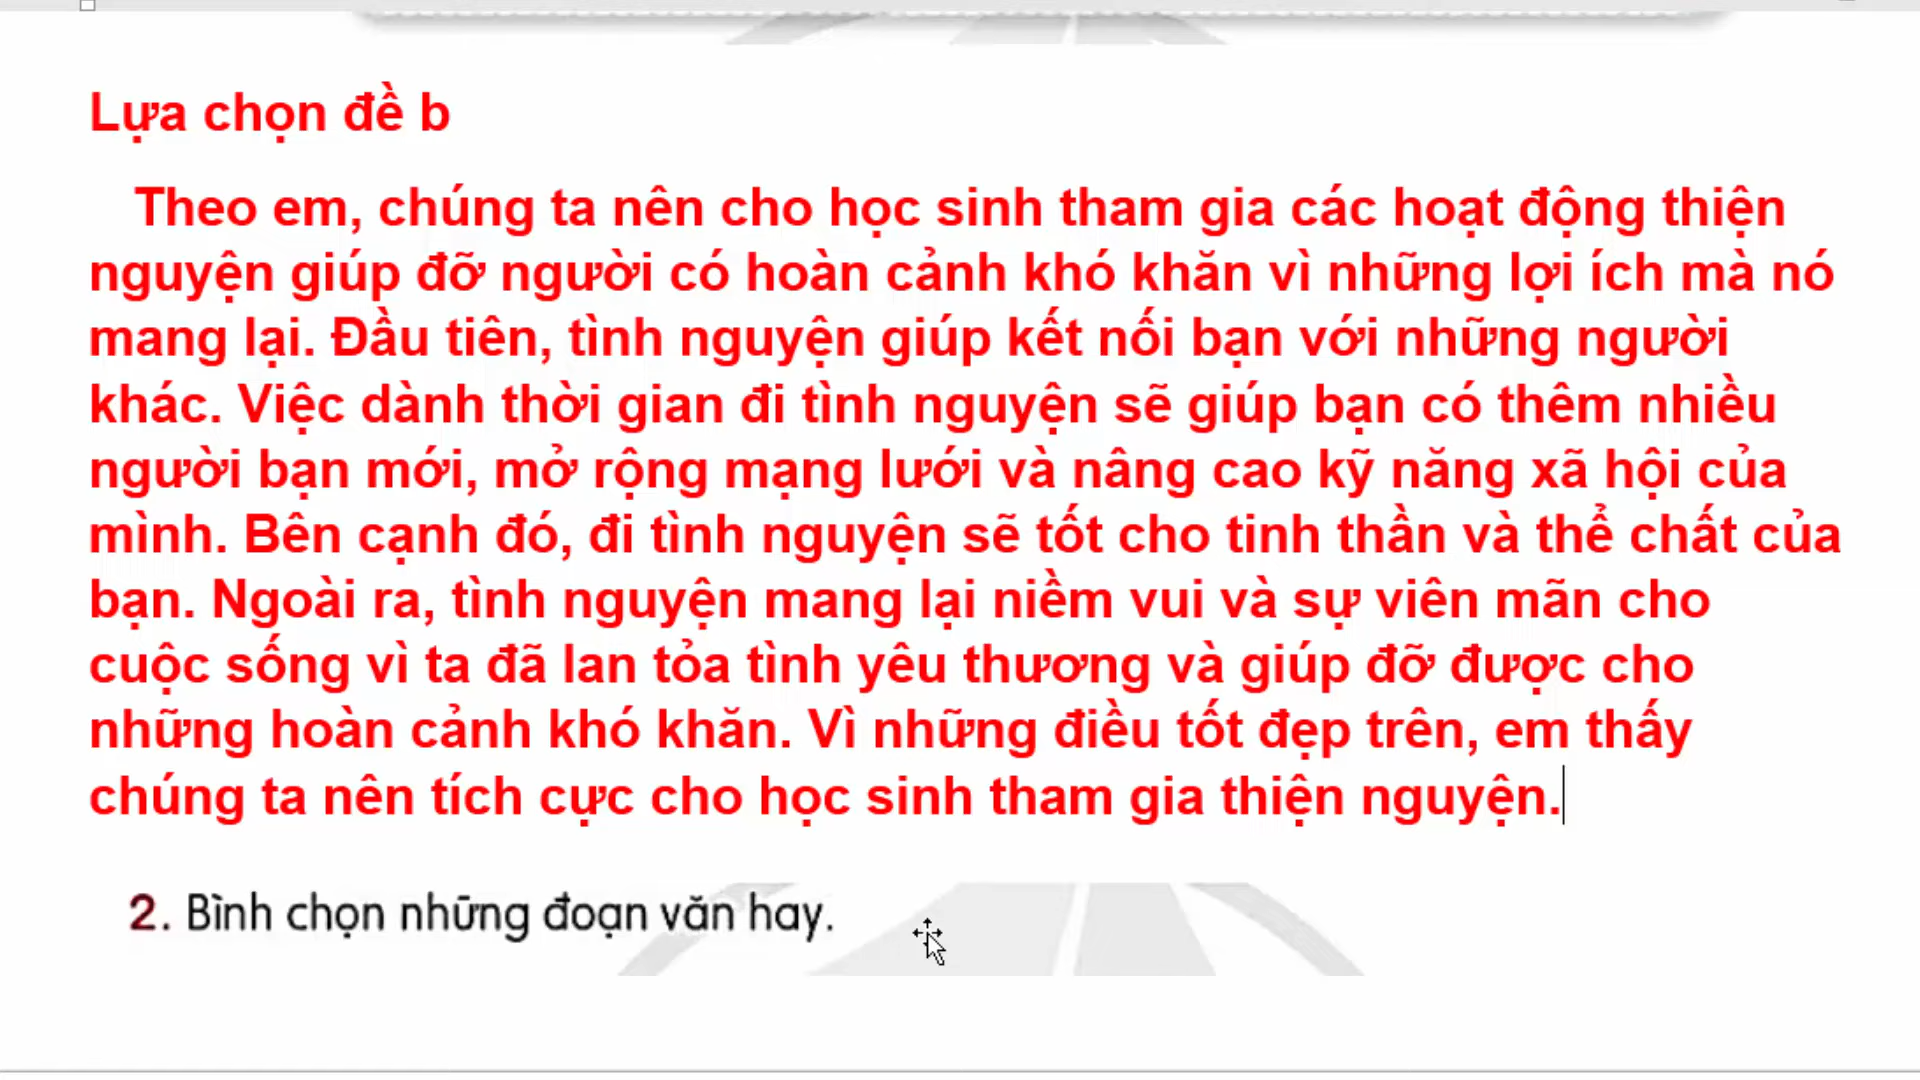 Lựa chọn đề b
Theo em, chúng ta nên cho học sinh tham gia các hoạt động thiện
nguyện giúp đỡ người có hoàn cảnh khó khăn vì những lợi ích mà nó
mang lại. Đầu tiên, tình nguyện giúp kết nối bạn với những người
khác. Việc dành thời gian đi tình nguyện sẽ giúp bạn có thêm nhiều
người bạn mới, mở rộng mạng lưới và nâng cao kỹ năng xã hội của
mình. Bên cạnh đó, đi tình nguyện sẽ tốt cho tinh thần và thể chất của
bạn. Ngoài ra, tình nguyện mang lại niềm vui và sự viên mãn cho
cuộc sống vì ta đã lan tỏa tình yêu thương và giúp đỡ được cho
những hoàn cảnh khó khăn. Vì những điều tốt đẹp trên, em thấy
chúng ta nên tích cực cho học sinh tham gia thiện nguyện.
2. Bình chọn những đoạn văn hay.